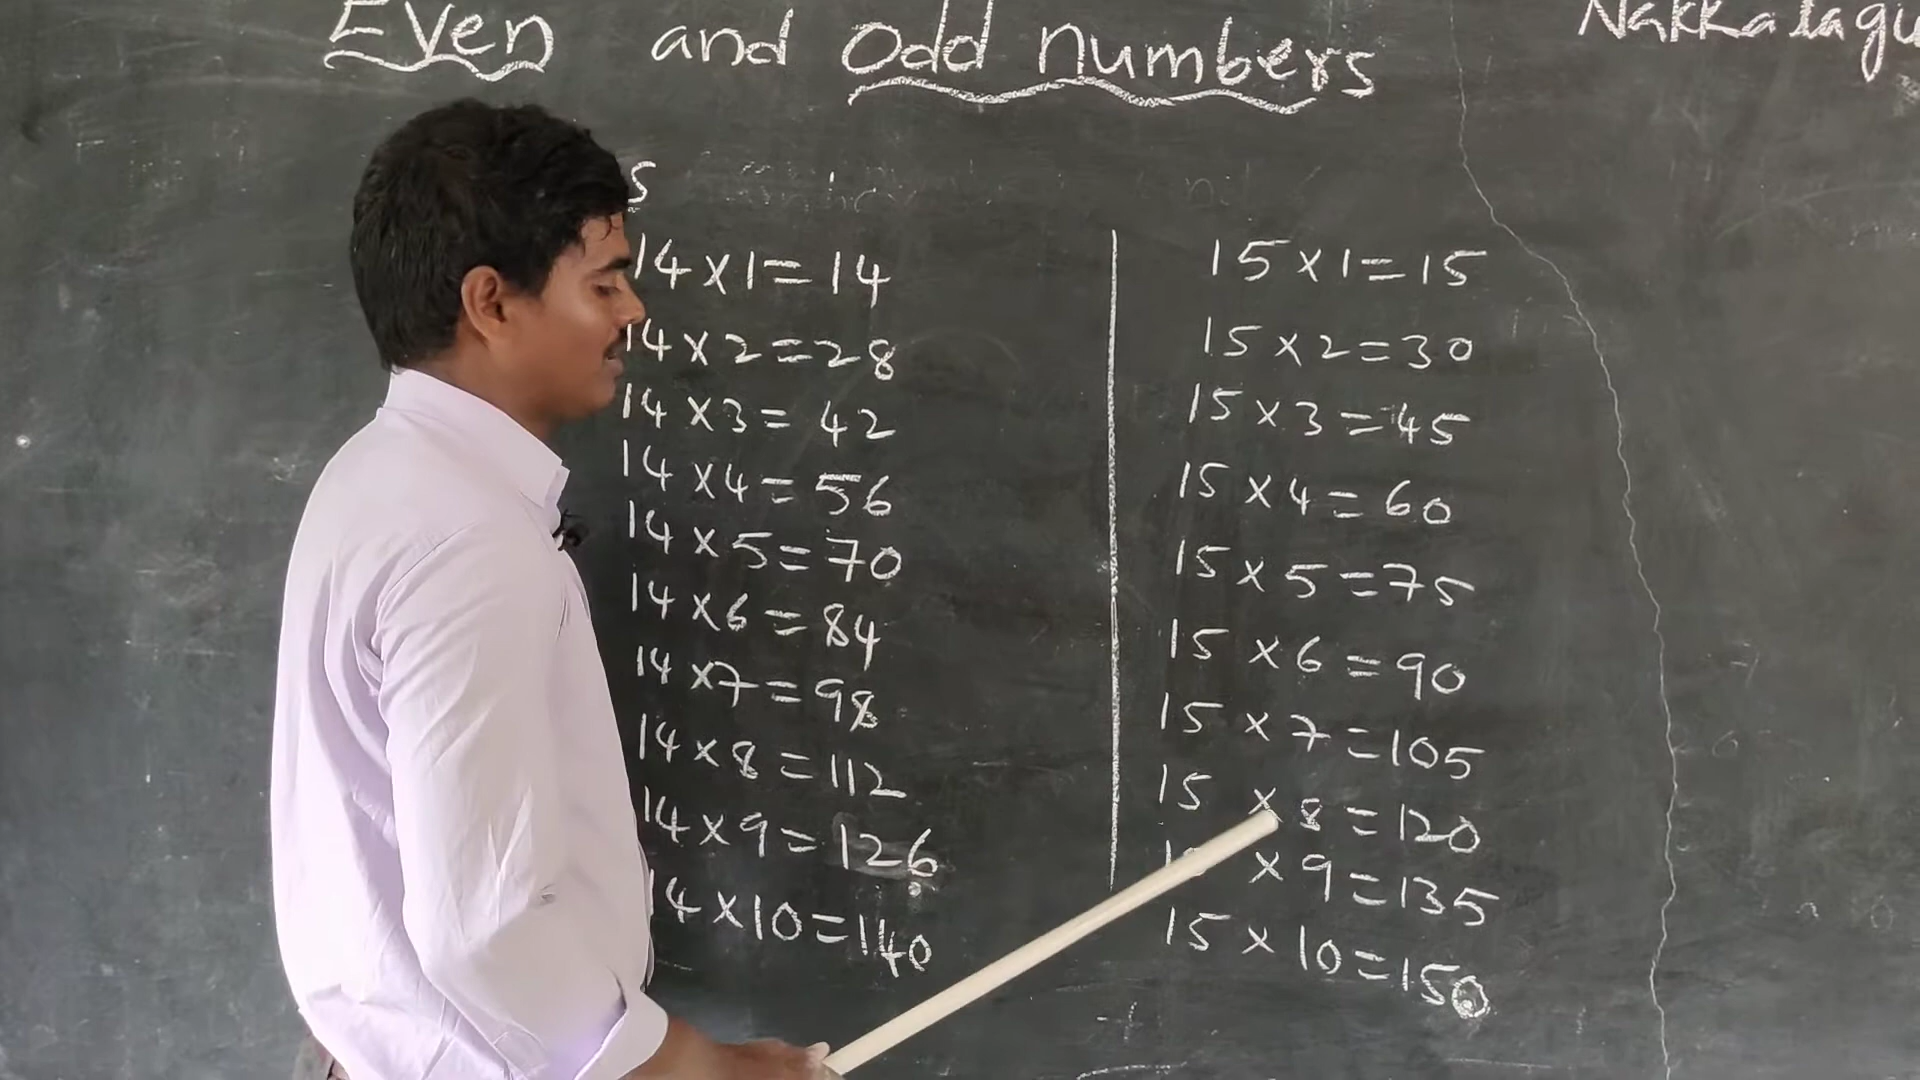 Even and odd numbers
s
14 x 1 = 14
14 x 2 = 28
14 x 3 = 42
14 x 4 = 56
14 x 5 = 70
14 x 6 = 84
14 x 7 = 98
14 x 8 = 112
14 x 9 = 126
14 x 10 = 140
15 x 1 = 15
15 x 2 = 30
15 x 3 = 45
15 x 4 = 60
15 x 5 = 75
15 x 6 = 90
15 x 7 = 105
15 x 8 = 120
x 9 = 135
15 x 10 = 150